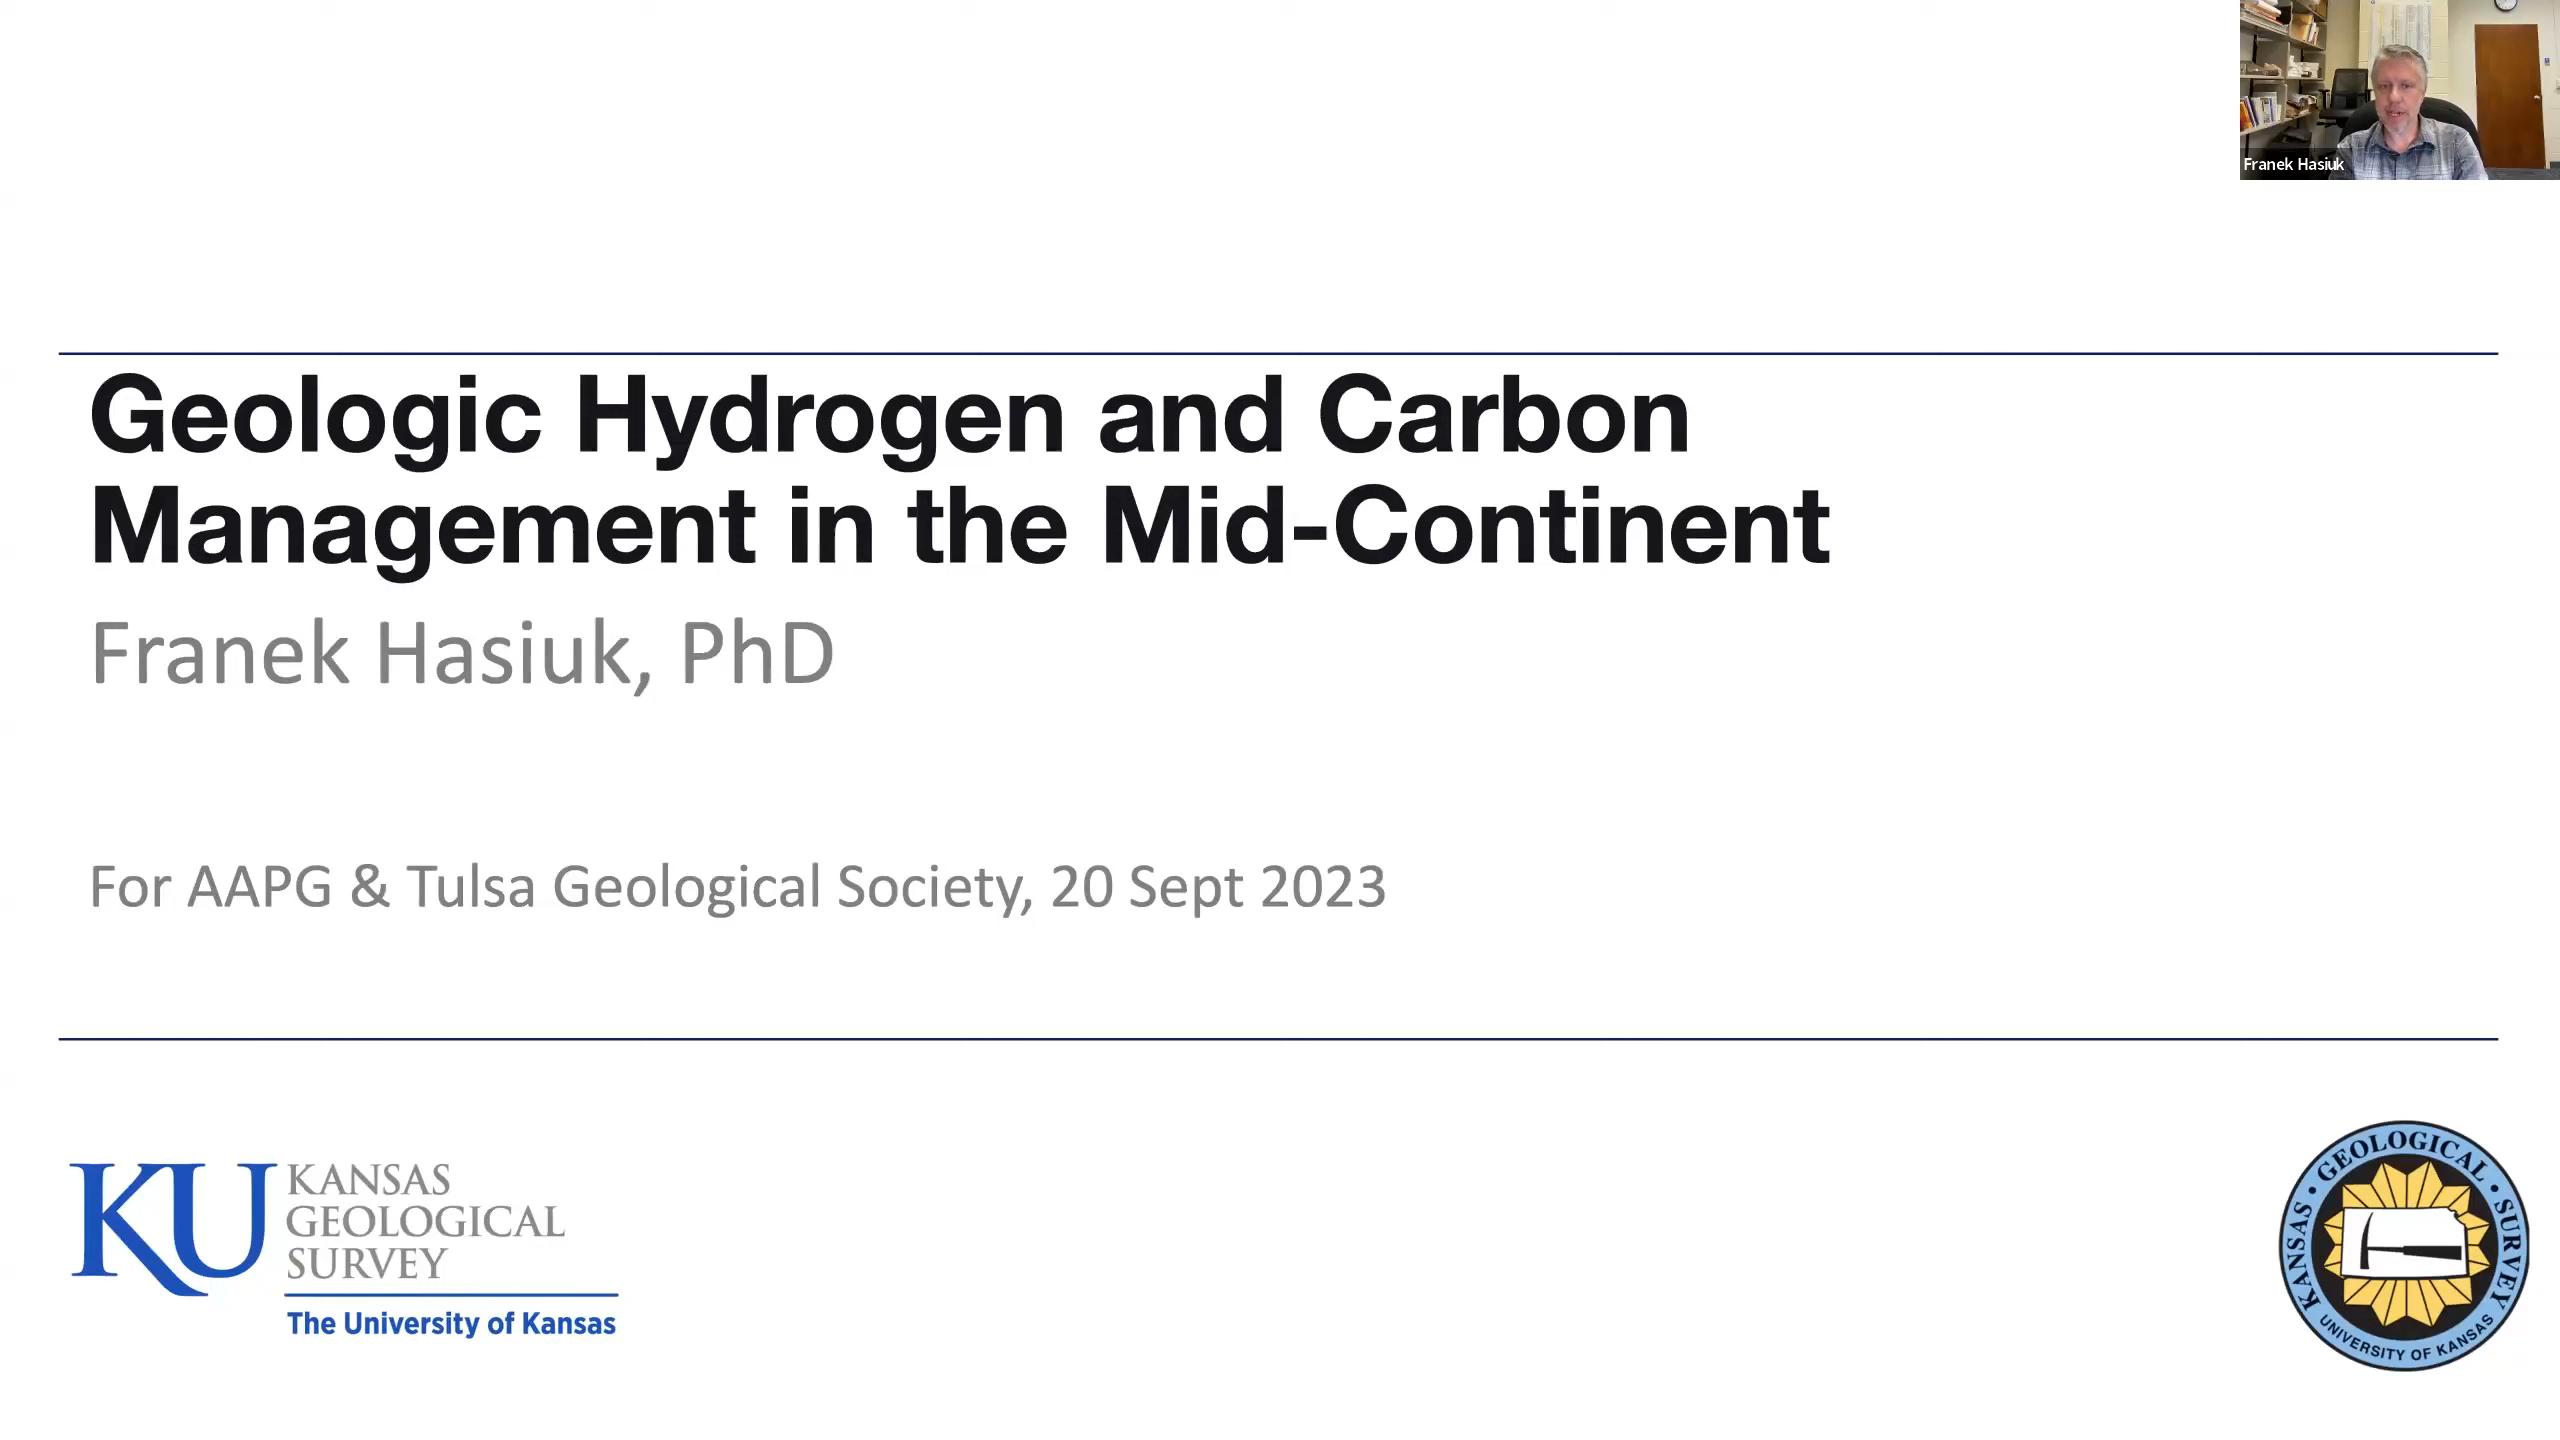 Franek Hasiuk
Geologic Hydrogen and Carbon
Management in the Mid-Continent
Franek Hasiuk, PhD
For AAPG & Tulsa Geological Society, 20 Sept 2023
KU
KANSAS
GEOLOGICAL
SURVEY
The University of Kansas
KANSAS • GEOLOGICAL • SURVEY
UNIVERSITY OF KANSAS